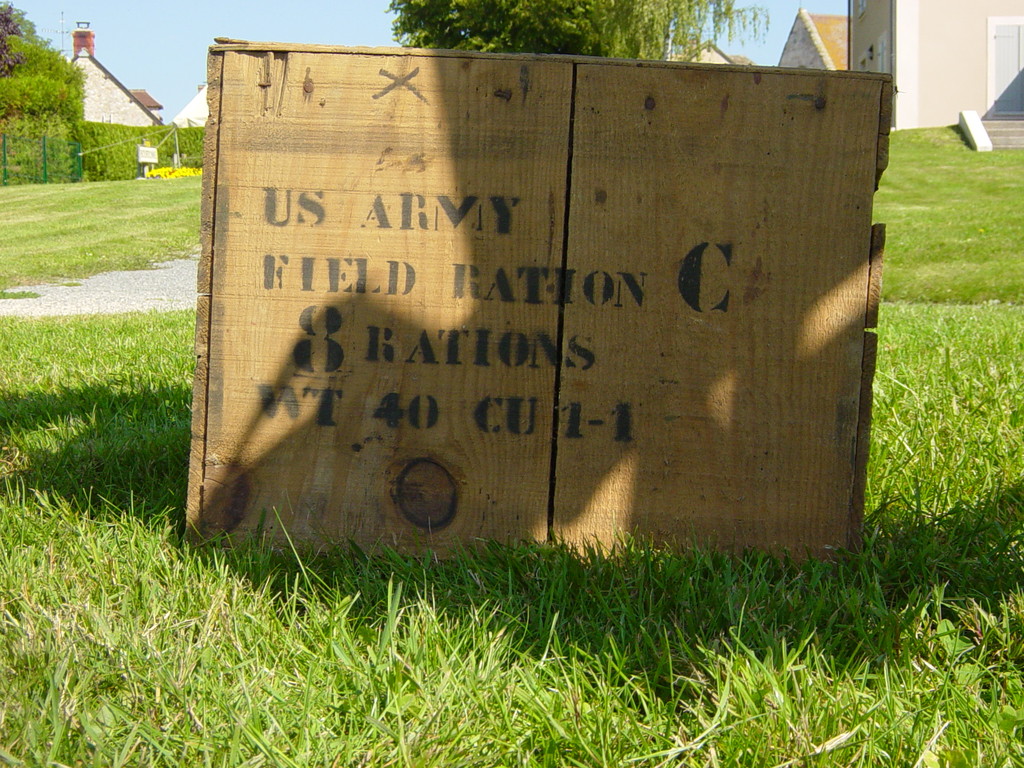 US ARMY
FIELD RATION C
8 RATIONS
WT 40 CU 1-1